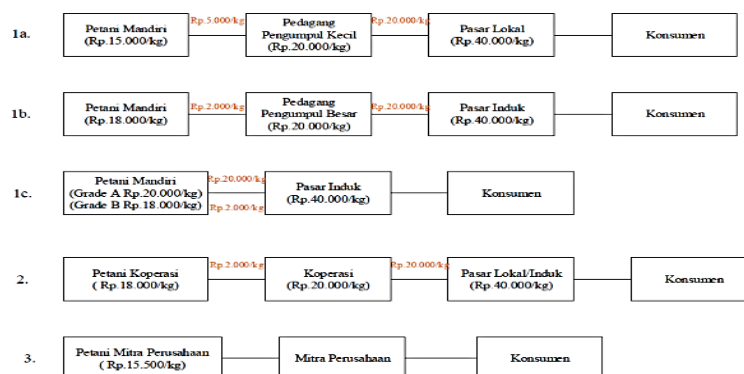 1a.
Petani Mandiri
(Rp.15.000/kg)
Rp.5.000/kg
Pedagang
Pengumpul Kecil
(Rp.20.000/kg)
Rp.20.000/kg
Pasar Lokal
(Rp.40.000/kg)
Konsumen
1b.
Petani Mandiri
(Rp.18.000/kg)
Rp.2.000/kg
Pedagang
Pengumpul Besar
(Rp.20.000/kg)
Rp.20.000/kg
Pasar Induk
(Rp.40.000/kg)
Konsumen
1c.
Petani Mandiri
(Grade A Rp.20.000/kg)
(Grade B Rp.18.000/kg)
Rp.20.000/kg
Rp.2.000/kg
Pasar Induk
(Rp.40.000/kg)
Konsumen
2.
Petani Koperasi
( Rp.18.000/kg)
Rp.2.000/kg
Koperasi
(Rp.20.000/kg)
Rp.20.000/kg
Pasar Lokal/Induk
(Rp.40.000/kg)
Konsumen
3.
Petani Mitra Perusahaan
( Rp.15.500/kg)
Mitra Perusahaan
Konsumen